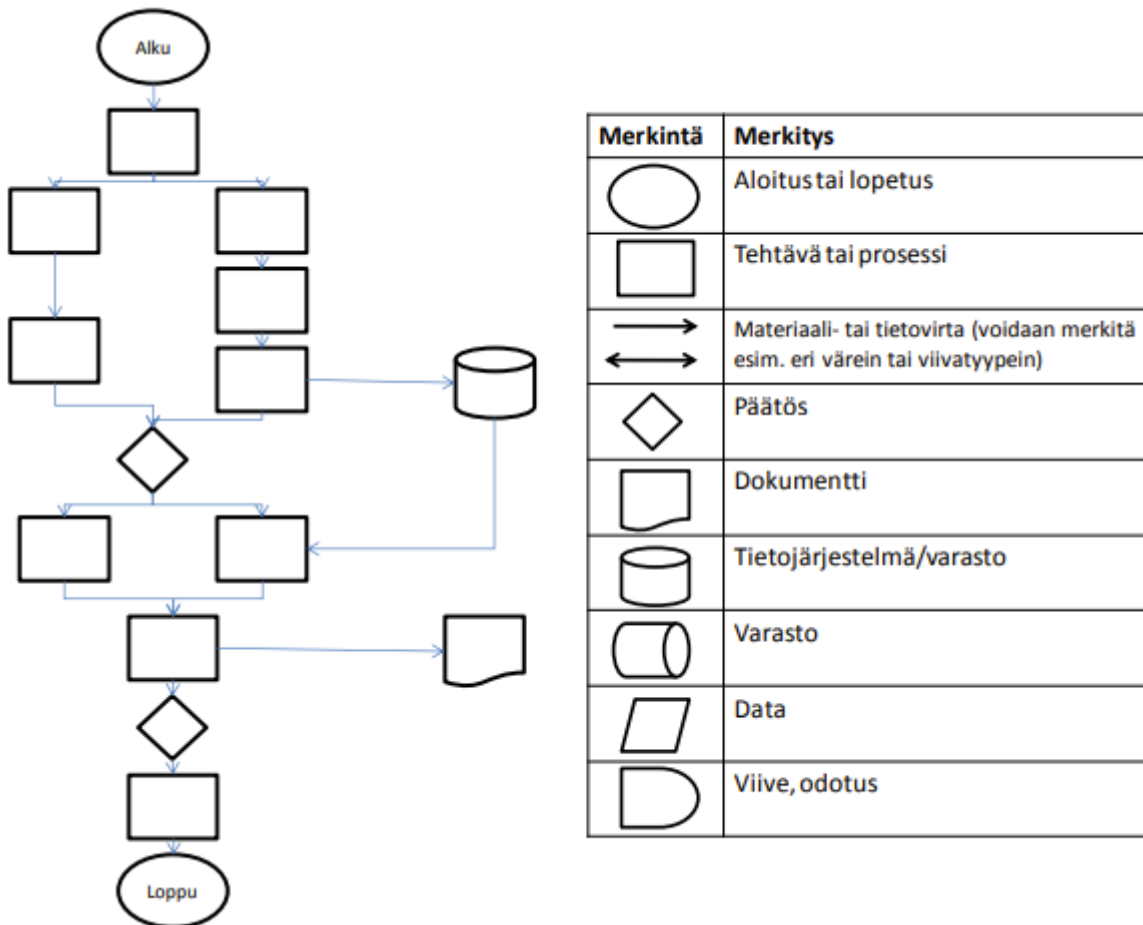 Alku
Loppu
Merkintä Merkitys
Aloitus tai lopetus
Tehtävä tai prosessi
Materiaali- tai tietovirta (voidaan merkitä
esim. eri värein tai viivatyypein)
Päätös
Dokumentti
Tietojärjestelmä/varasto
Varasto
Data
Viive, odotus